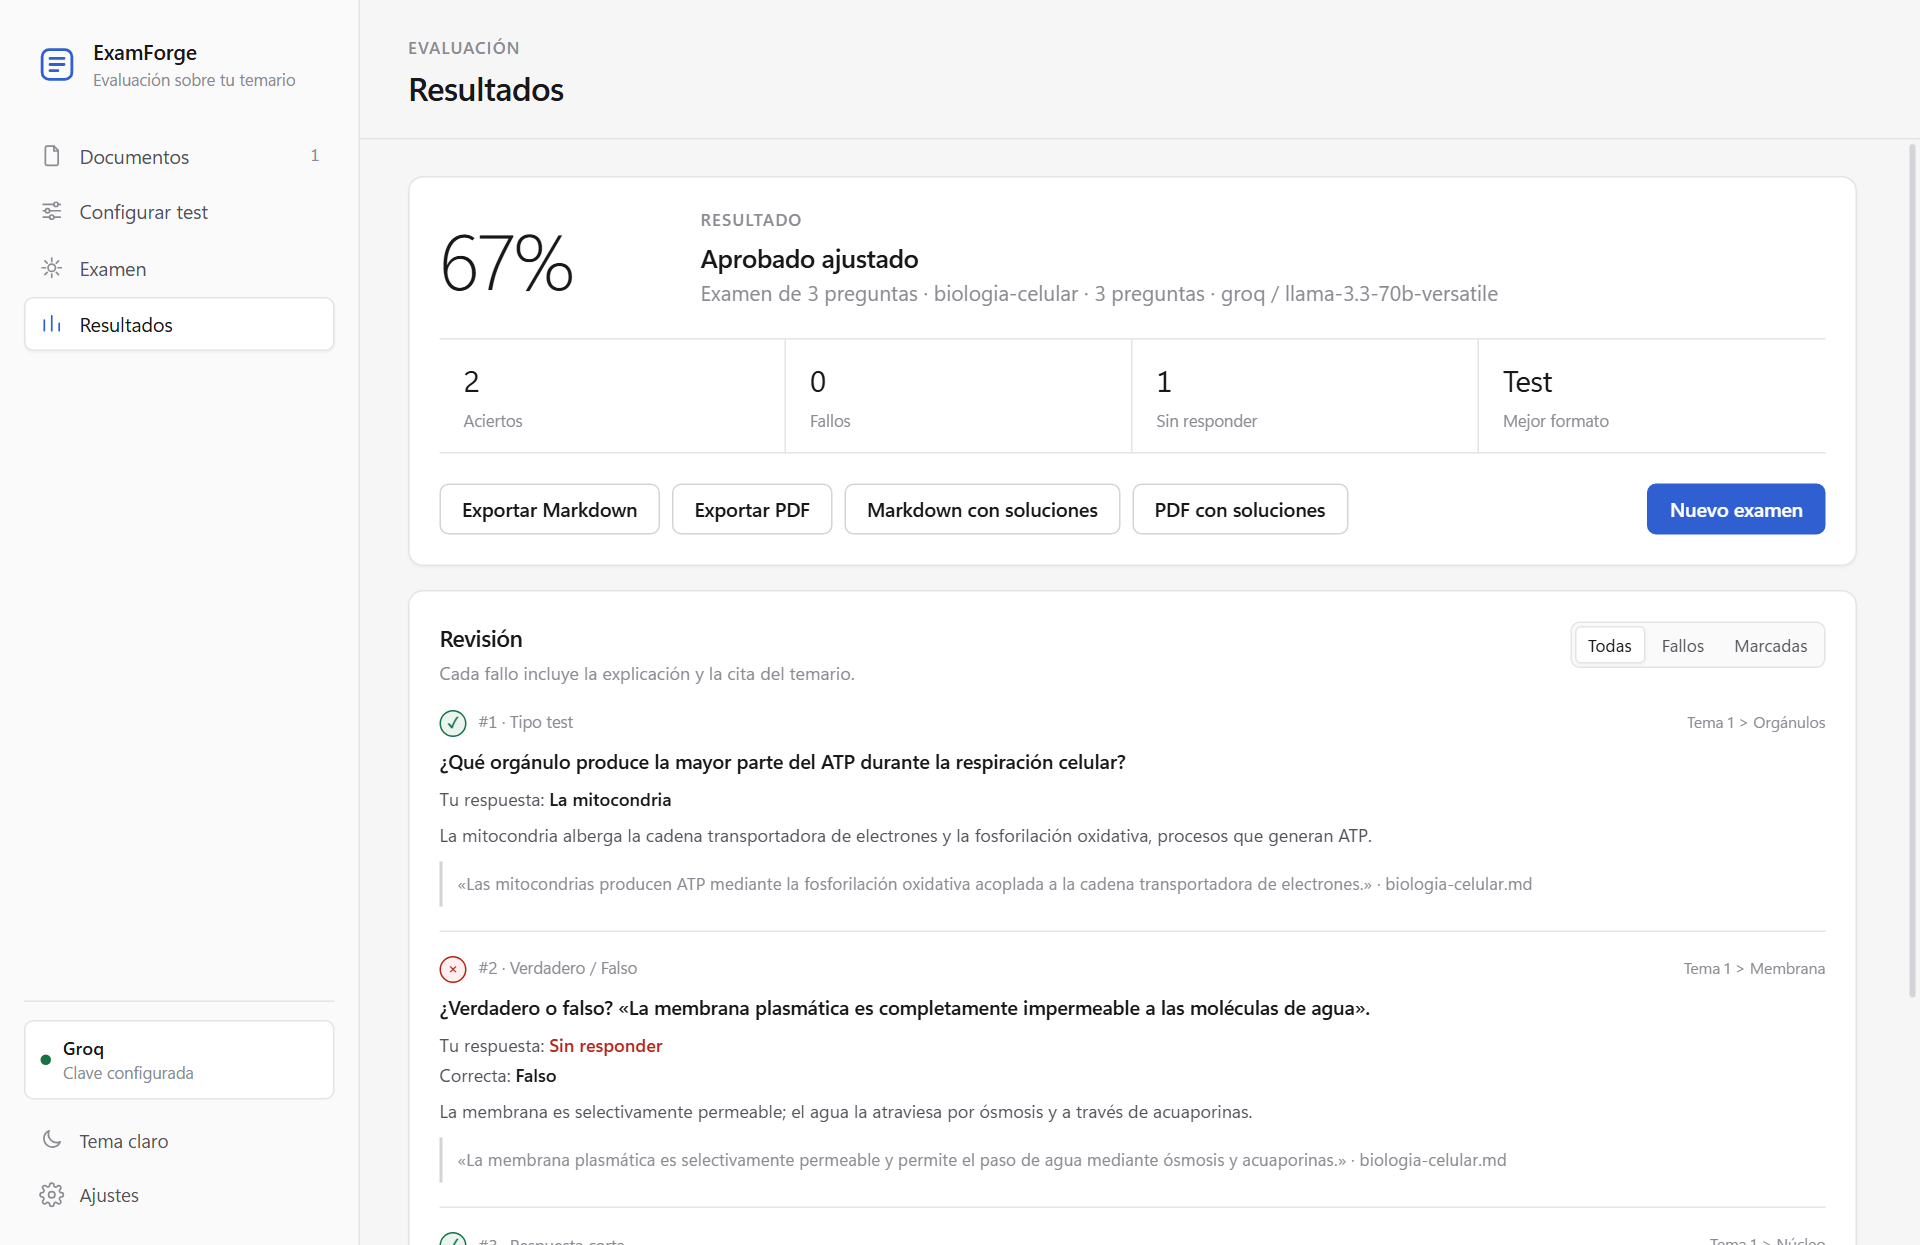 ExamForge
Evaluación sobre tu temario
Documentos 1
Configurar test
Examen
Resultados
Groq
Clave configurada
Tema claro
Ajustes
EVALUACIÓN
Resultados
67%
RESULTADO
Aprobado ajustado
Examen de 3 preguntas · biologia-celular · 3 preguntas · groq / llama-3.3-70b-versatile
2
Aciertos
0
Fallos
1
Sin responder
Test
Mejor formato
Exportar Markdown
Exportar PDF
Markdown con soluciones
PDF con soluciones
Nuevo examen
Revisión
Cada fallo incluye la explicación y la cita del temario.
Todas
Fallos
Marcadas
#1 · Tipo test
Tema 1 > Orgánulos
¿Qué orgánulo produce la mayor parte del ATP durante la respiración celular?
Tu respuesta: La mitocondria
La mitocondria alberga la cadena transportadora de electrones y la fosforilación oxidativa, procesos que generan ATP.
«Las mitocondrias producen ATP mediante la fosforilación oxidativa acoplada a la cadena transportadora de electrones.» · biologia-celular.md
#2 · Verdadero / Falso
Tema 1 > Membrana
¿Verdadero o falso? «La membrana plasmática es completamente impermeable a las moléculas de agua».
Tu respuesta: Sin responder
Correcta: Falso
La membrana es selectivamente permeable; el agua la atraviesa por ósmosis y a través de acuaporinas.
«La membrana plasmática es selectivamente permeable y permite el paso de agua mediante ósmosis y acuaporinas.» · biologia-celular.md
#3 · Respuesta corta
Tema 1 > Núcleo